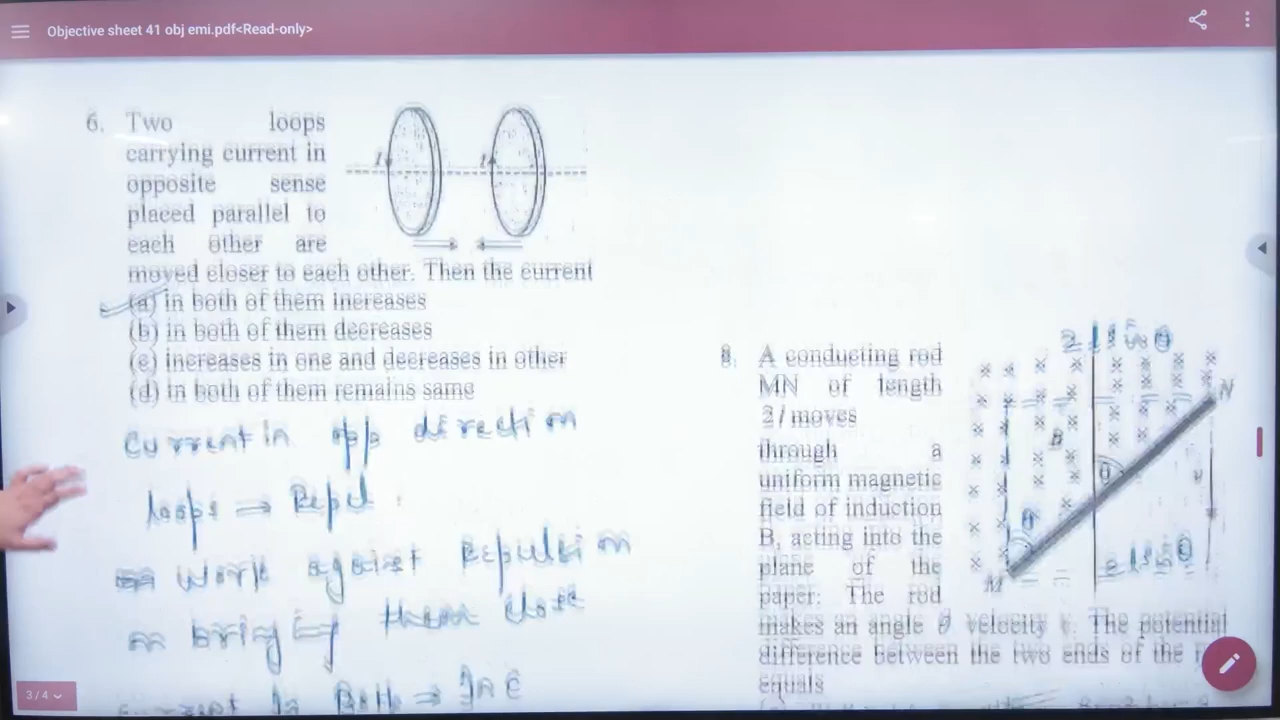 Objective sheet 41 obj emi.pdf<Read-only>
6. Two loops
carrying current in
opposite sense
placed parallel to
each other are
moved closer to each other. Then the current
(a) in both of them increases
(b) in both of them decreases
(c) increases in one and decreases in other
(d) in both of them remains same
Current in opp direction
loops ⇒ Repel
Work against Repulsion
in bringing them close
In Both ⇒
8. A conducting rod
MN of length
2l moves
through a
uniform magnetic
field of induction
B, acting into the
plane of the
paper. The rod
makes an angle θ velocity v. The potential
difference between the two ends of the
equals
B
θ
N
M
3 / 4